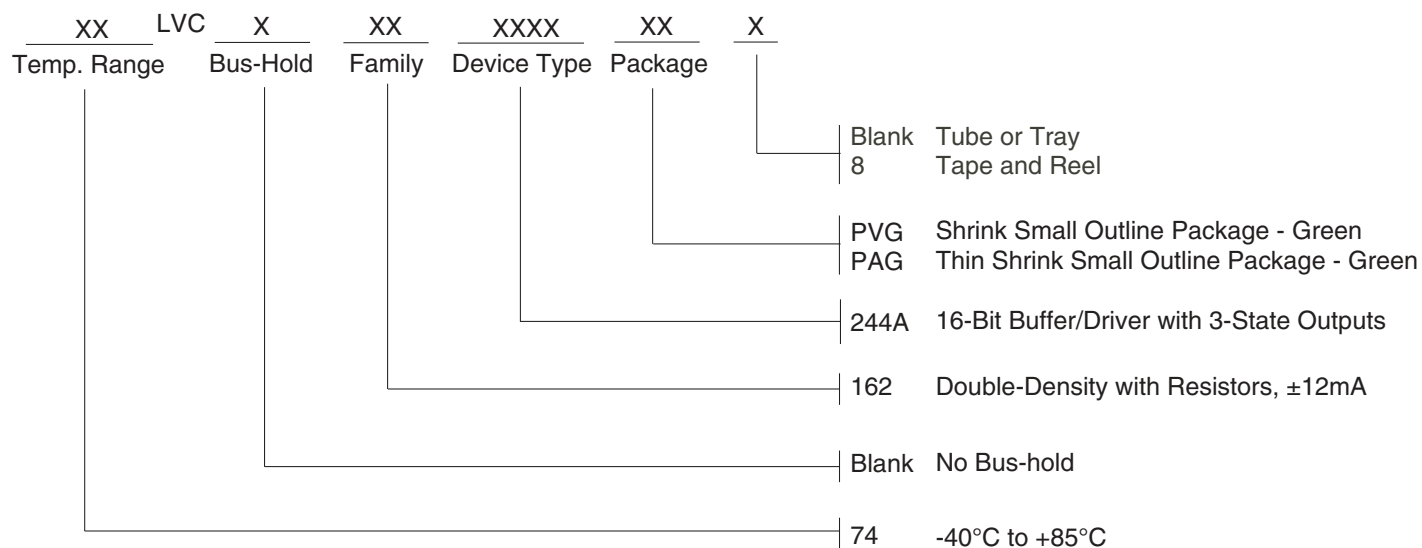 XX LVC X XX XXXX XX X
Temp. Range Bus-Hold Family Device Type Package
Blank Tube or Tray
8 Tape and Reel
PVG Shrink Small Outline Package - Green
PAG Thin Shrink Small Outline Package - Green
244A 16-Bit Buffer/Driver with 3-State Outputs
162 Double-Density with Resistors, ±12mA
Blank No Bus-hold
74 -40°C to +85°C